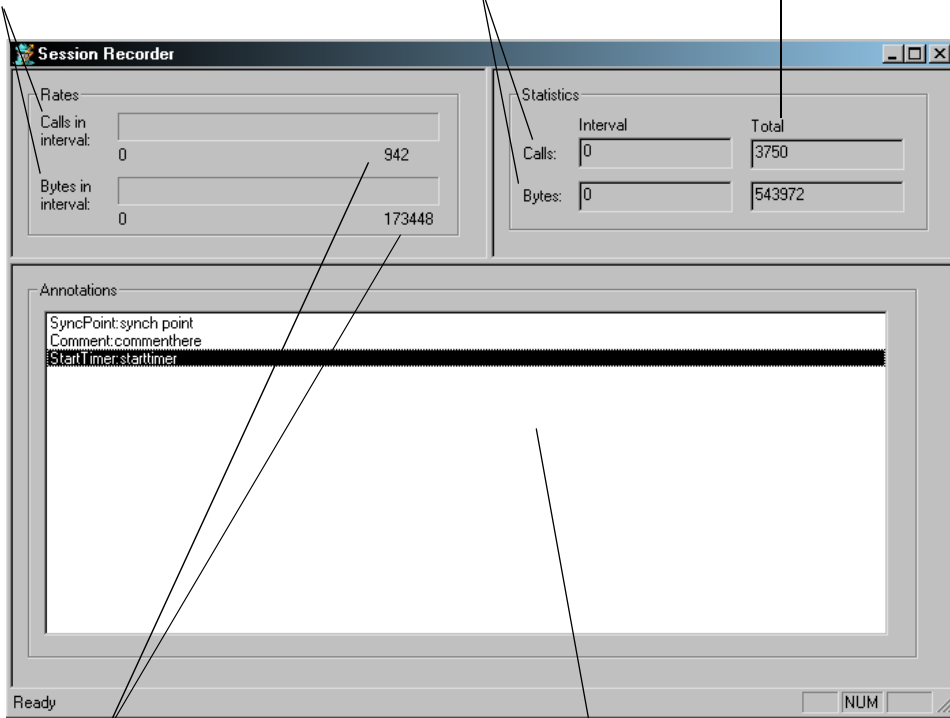 Session Recorder
Rates
Calls in
interval:
0 942
Bytes in
interval:
0 173448
Statistics
Interval Total
Calls: 0 3750
Bytes: 0 543972
Annotations
SyncPoint:synch point
Comment:commenthere
StartTimer:starttimer
Ready NUM